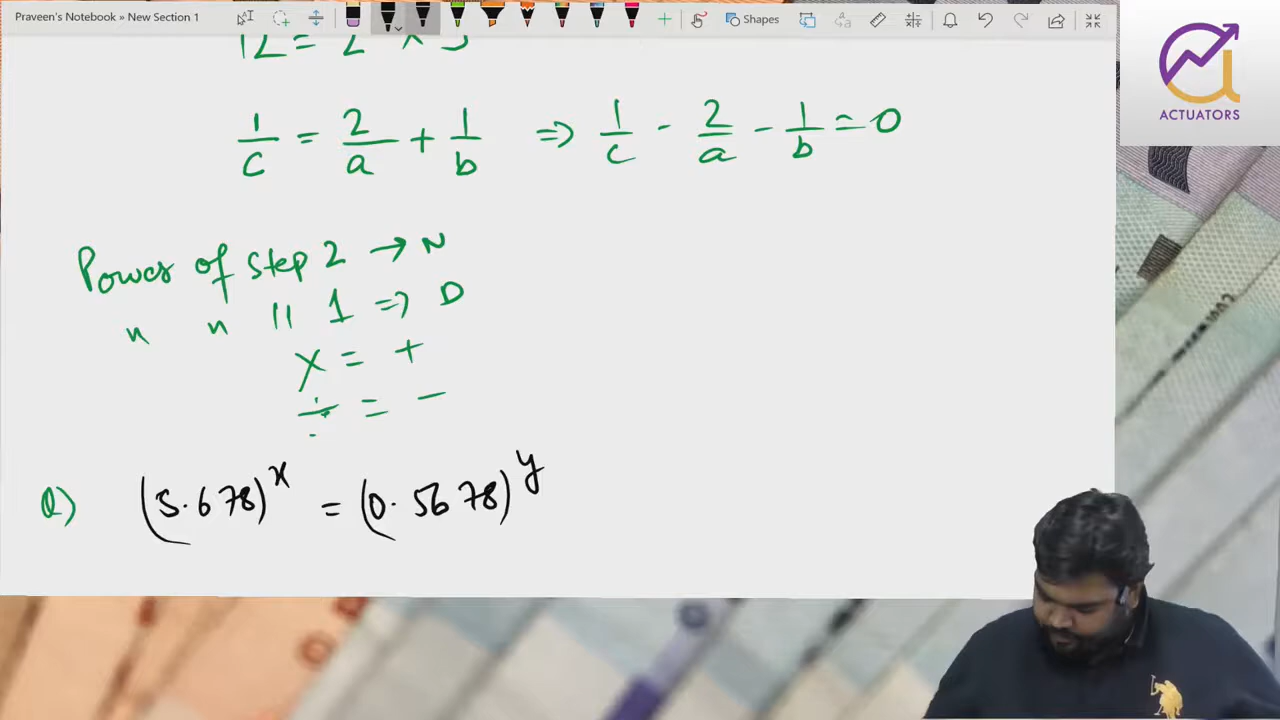 Praveen's Notebook » New Section 1
Shapes
ACTUATORS
1/c = 2/a + 1/b ⇒ 1/c - 2/a - 1/b = 0
Power of step 2 → N
〃 〃 〃 1 ⇒ D
× = +
÷ = -
Q) (5.678)^x = (0.5678)^y